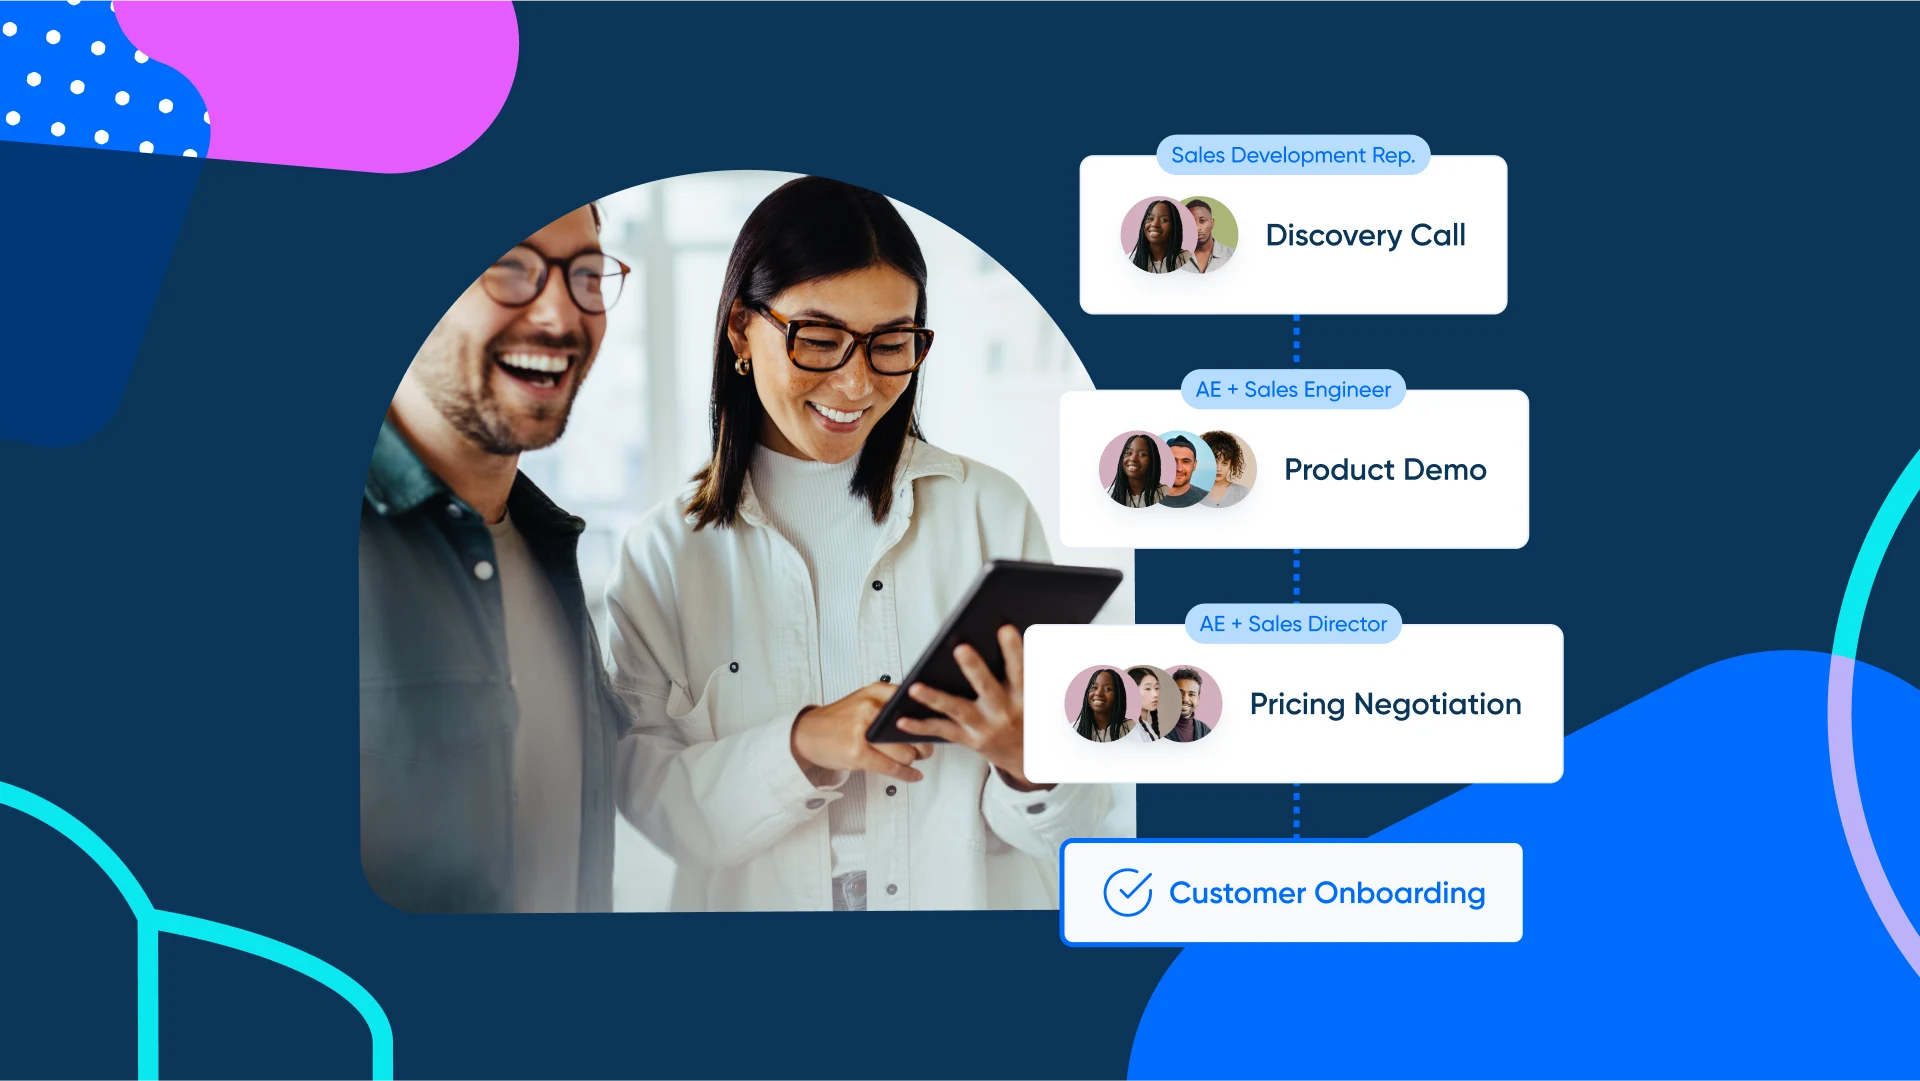 Sales Development Rep.
Discovery Call
AE + Sales Engineer
Product Demo
AE + Sales Director
Pricing Negotiation
Customer Onboarding